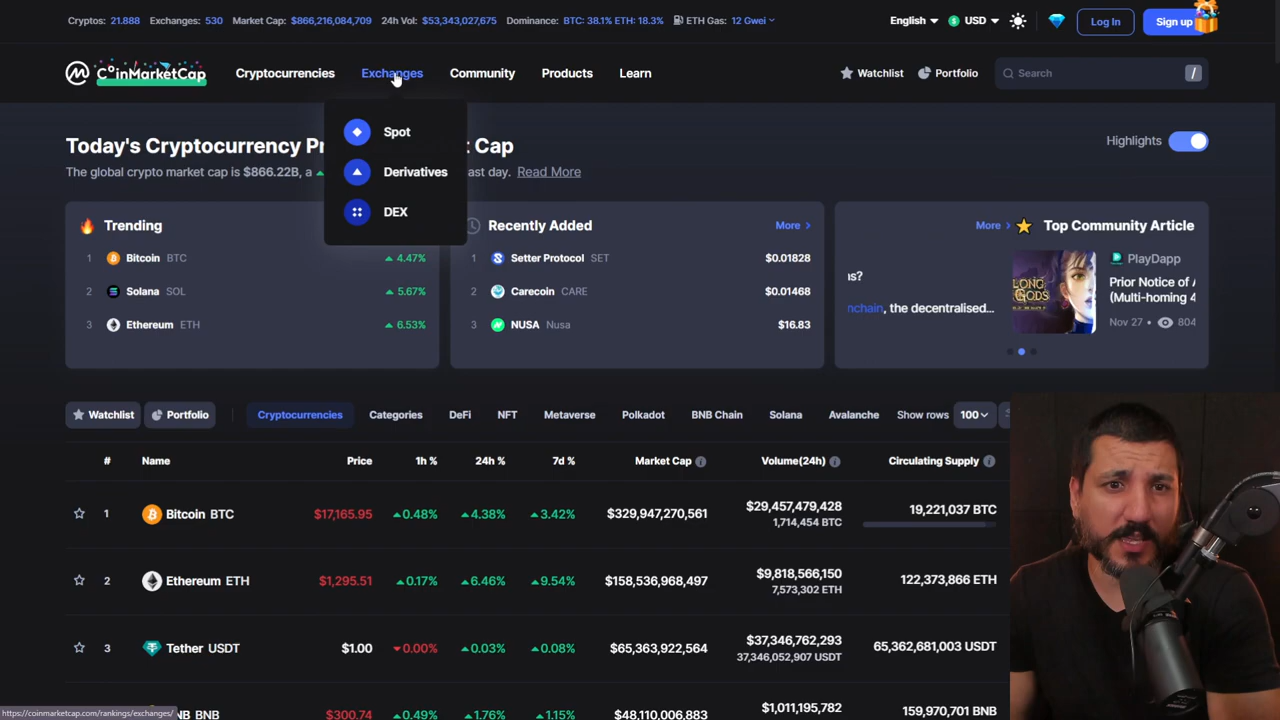 Cryptos: 21.888 Exchanges: 530 Market Cap: $866,216,084,709 24h Vol: $53,343,027,675 Dominance: BTC: 38.1% ETH: 18.3% ETH Gas: 12 Gwei
English USD Log In Sign up
CoinMarketCap Cryptocurrencies Exchanges Community Products Learn Watchlist Portfolio Search /
Spot
Derivatives
DEX
Today's Cryptocurrency Pr t Cap
The global crypto market cap is $866.22B, a ast day. Read More
Highlights
Trending
1 Bitcoin BTC 4.47%
2 Solana SOL 5.67%
3 Ethereum ETH 6.53%
Recently Added More
1 Setter Protocol SET $0.01828
2 Carecoin CARE $0.01468
3 NUSA Nusa $16.83
More Top Community Article
ıs?
nchain, the decentralised...
PlayDapp
Prior Notice of
(Multi-homing 4
Nov 27 • 804
LONG
GODS
Watchlist Portfolio Cryptocurrencies Categories DeFi NFT Metaverse Polkadot BNB Chain Solana Avalanche Show rows 100
# Name Price 1h % 24h % 7d % Market Cap Volume(24h) Circulating Supply
1 Bitcoin BTC $17,165.95 0.48% 4.38% 3.42% $329,947,270,561 $29,457,479,428 19,221,037 BTC
1,714,454 BTC
2 Ethereum ETH $1,295.51 0.17% 6.46% 9.54% $158,536,968,497 $9,818,566,150 122,373,866 ETH
7,573,302 ETH
3 Tether USDT $1.00 0.00% 0.03% 0.08% $65,363,922,564 $37,346,762,293 65,362,681,003 USDT
37,346,052,907 USDT
NB BNB $300.74 0.49% 1.76% 1.15% $48,110,006,883 $1,011,195,782 159,970,701 BNB
https://coinmarketcap.com/rankings/exchanges/